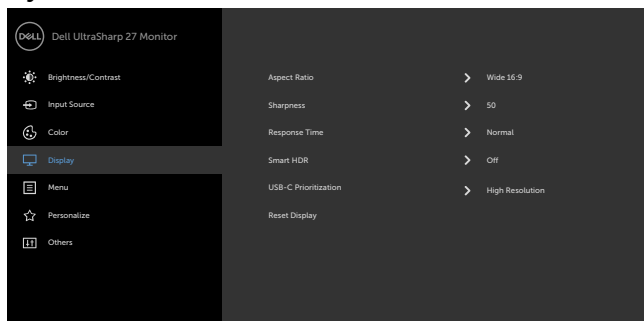 DELL Dell UltraSharp 27 Monitor
Brightness/Contrast
Input Source
Color
Display
Menu
Personalize
Others
Aspect Ratio Wide 16:9
Sharpness 50
Response Time Normal
Smart HDR Off
USB-C Prioritization High Resolution
Reset Display